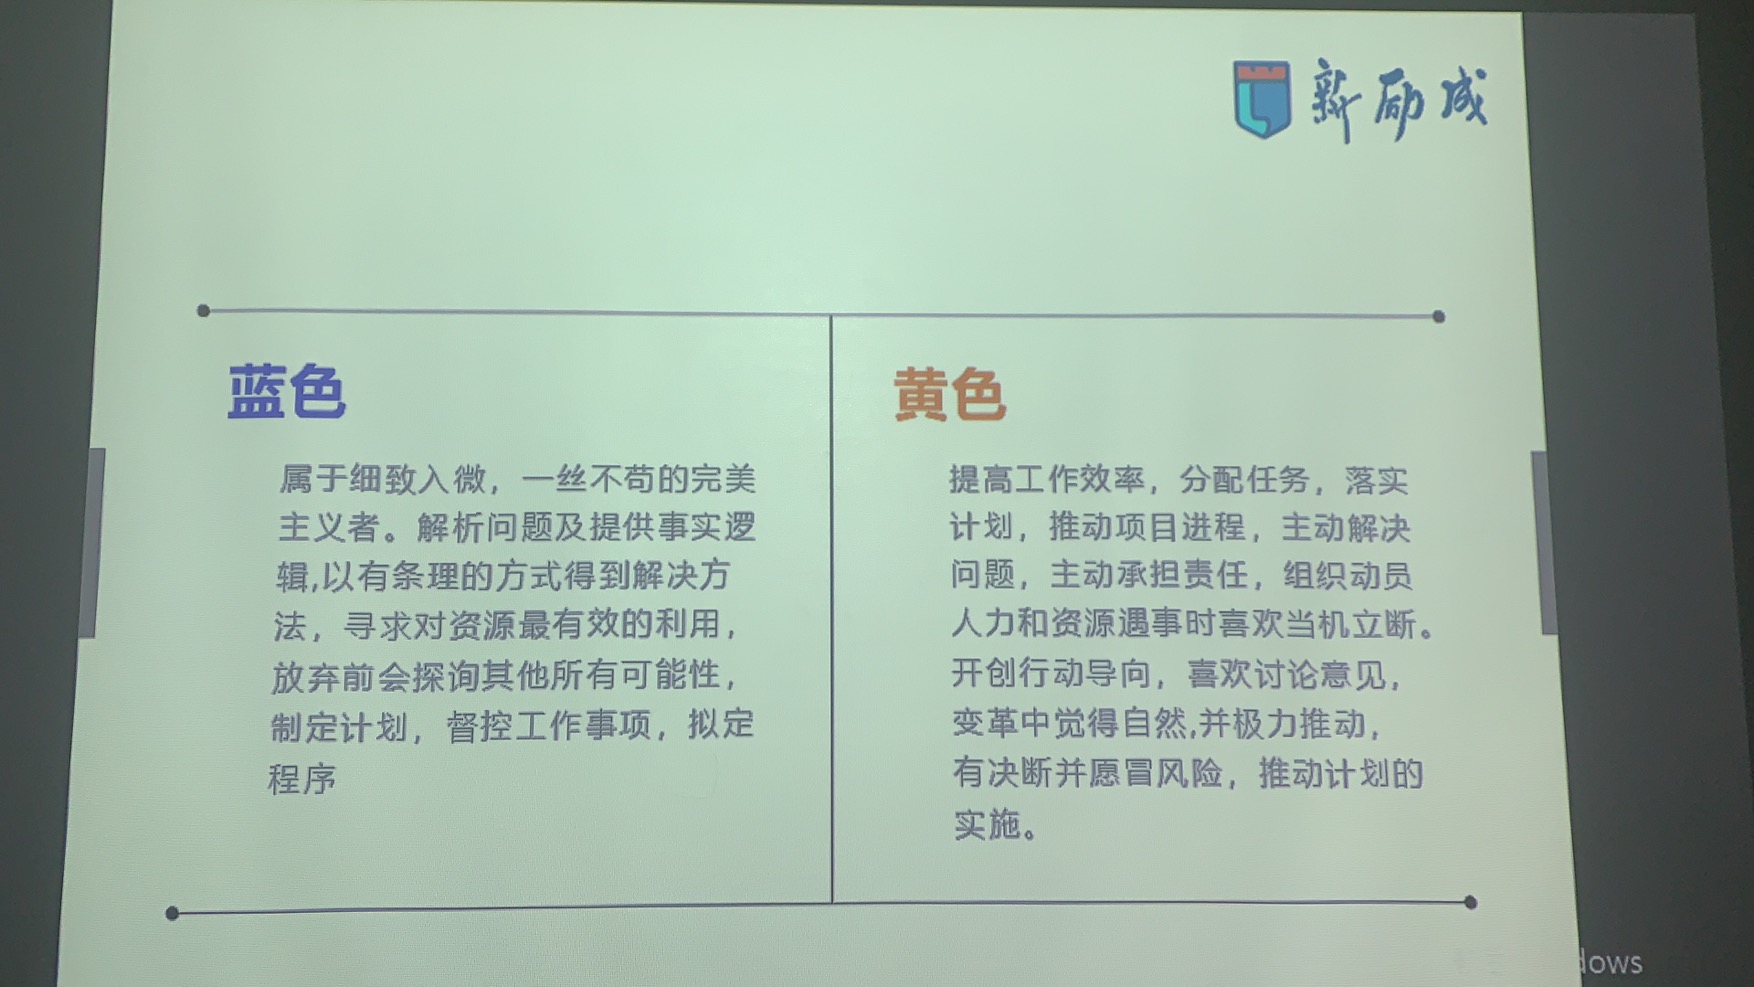 新励成
蓝色
属于细致入微，一丝不苟的完美
主义者。解析问题及提供事实逻
辑,以有条理的方式得到解决方
法，寻求对资源最有效的利用，
放弃前会探询其他所有可能性，
制定计划，督控工作事项，拟定
程序
黄色
提高工作效率，分配任务，落实
计划，推动项目进程，主动解决
问题，主动承担责任，组织动员
人力和资源遇事时喜欢当机立断。
开创行动导向，喜欢讨论意见，
变革中觉得自然,并极力推动，
有决断并愿冒风险，推动计划的
实施。
dows